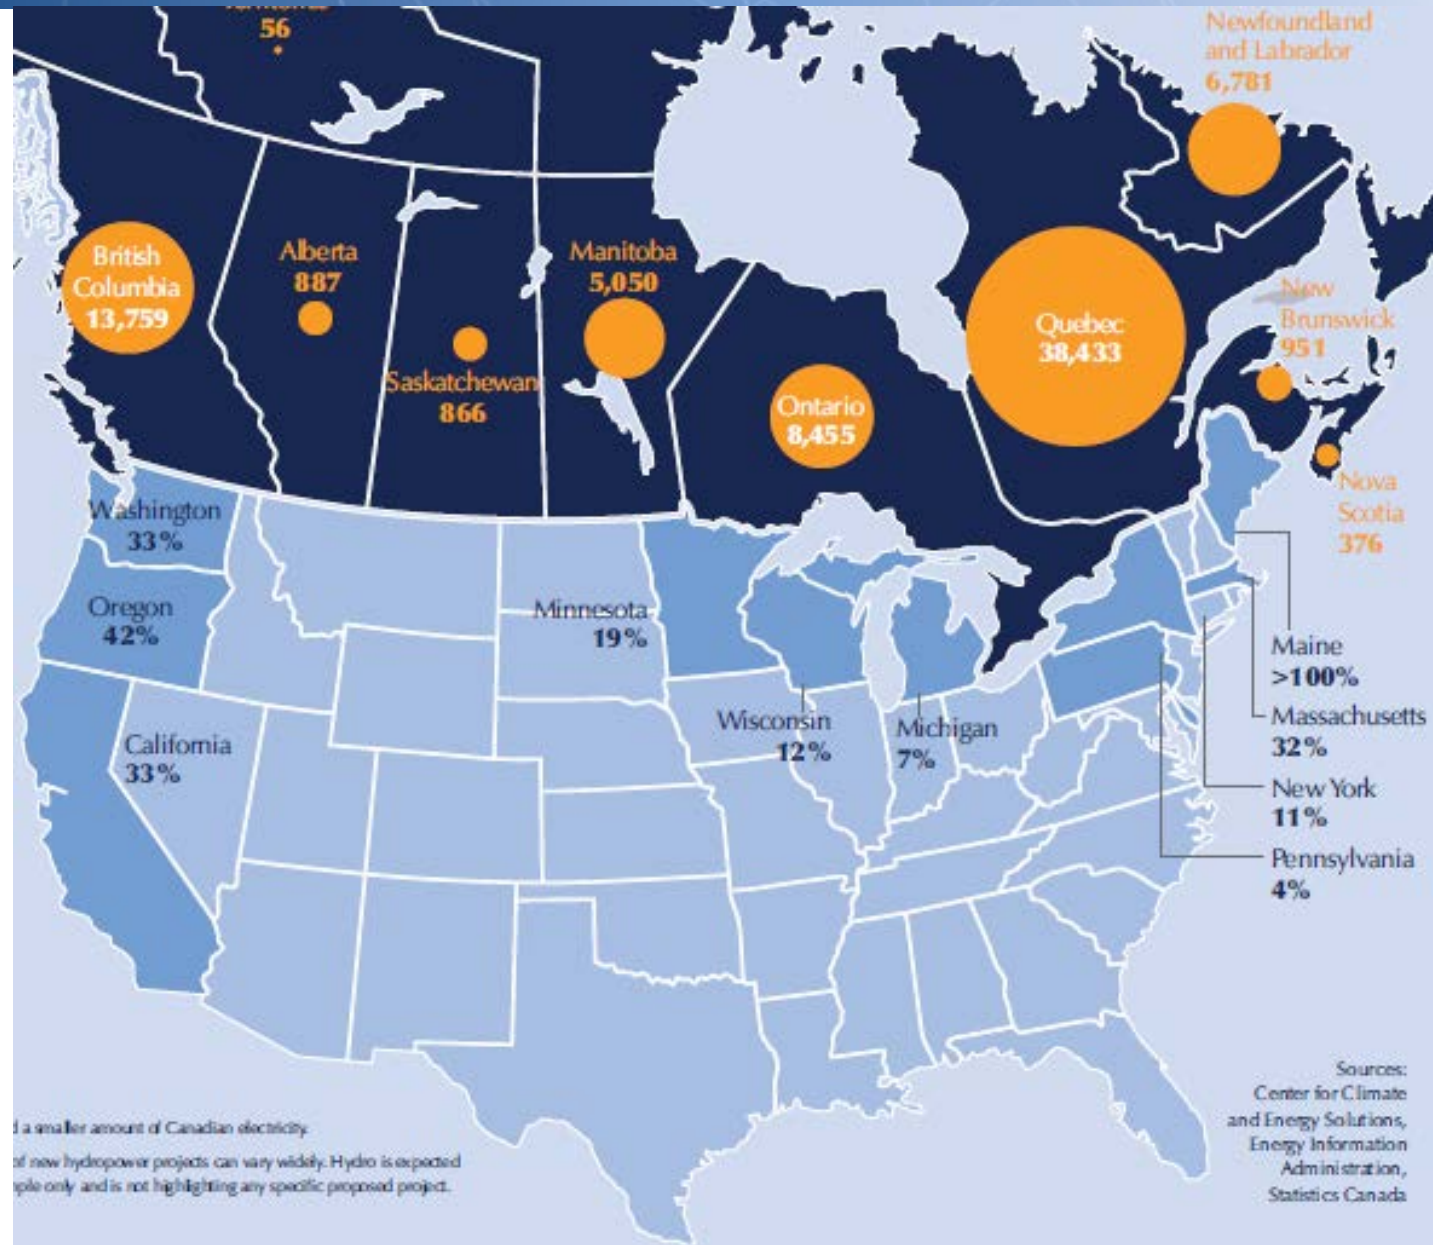 56
Newfoundland
and Labrador
6,781
British
Columbia
13,759
Alberta
887
Saskatchewan
866
Manitoba
5,050
Ontario
8,455
Quebec
38,433
New
Brunswick
951
Nova
Scotia
376
Washington
33%
Oregon
42%
California
33%
Minnesota
19%
Wisconsin
12%
Michigan
7%
Maine
>100%
Massachusetts
32%
New York
11%
Pennsylvania
4%
a smaller amount of Canadian electricity.
of new hydropower projects can vary widely. Hydro is expected
only and is not highlighting any specific proposed project.
Sources:
Center for Climate
and Energy Solutions,
Energy Information
Administration,
Statistics Canada